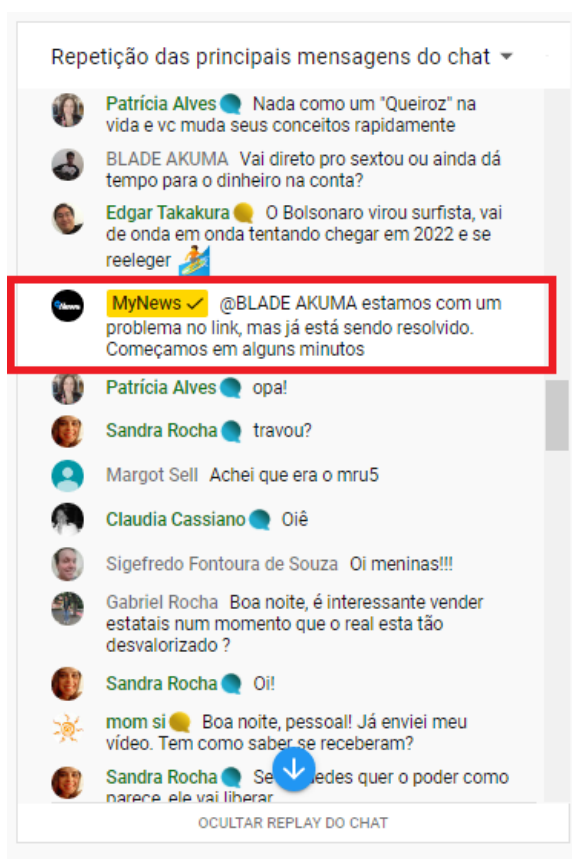 Repetição das principais mensagens do chat
Patrícia Alves Nada como um "Queiroz" na
vida e vc muda seus conceitos rapidamente
BLADE AKUMA Vai direto pro sextou ou ainda dá
tempo para o dinheiro na conta?
Edgar Takakura O Bolsonaro virou surfista, vai
de onda em onda tentando chegar em 2022 e se
reeleger
MyNews @BLADE AKUMA estamos com um
problema no link, mas já está sendo resolvido.
Começamos em alguns minutos
Patrícia Alves opa!
Sandra Rocha travou?
Margot Sell Achei que era o mru5
Claudia Cassiano Oiê
Sigefredo Fontoura de Souza Oi meninas!!!
Gabriel Rocha Boa noite, é interessante vender
estatais num momento que o real esta tão
desvalorizado ?
Sandra Rocha Oi!
mom si Boa noite, pessoal! Já enviei meu
vídeo. Tem como saber se receberam?
Sandra Rocha quer o poder como
parece, ele vai liberar
OCULTAR REPLAY DO CHAT